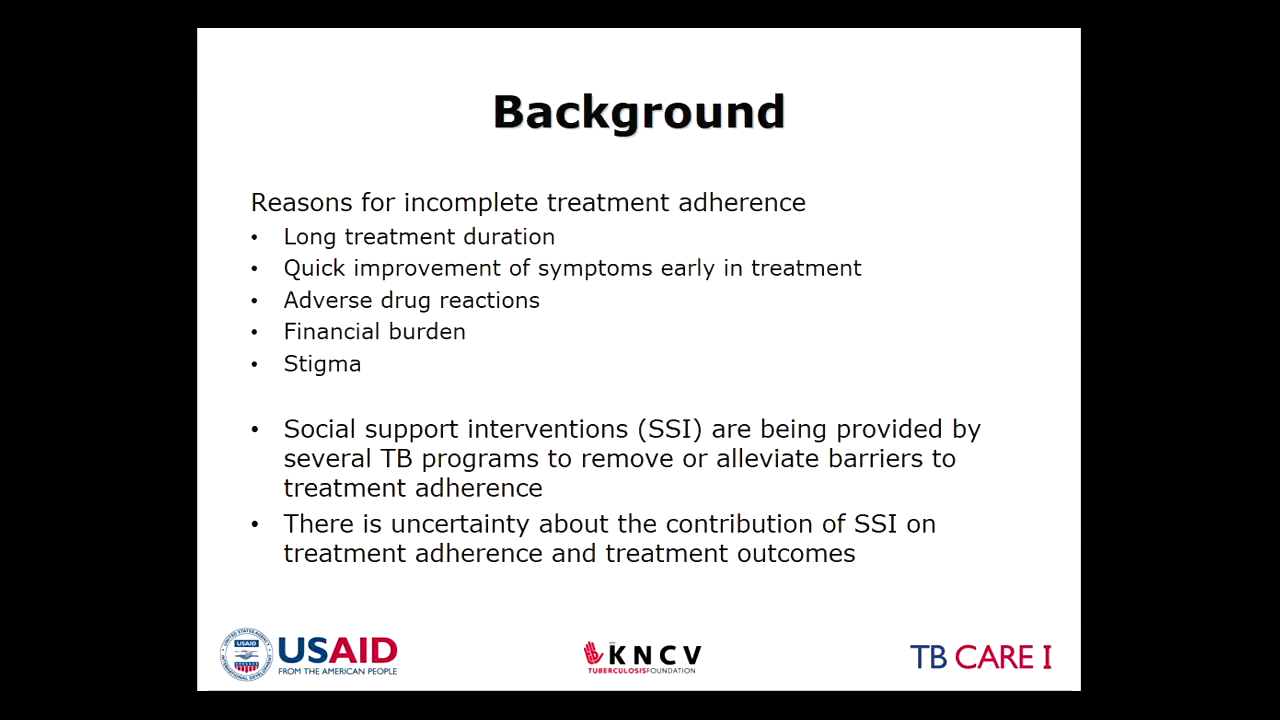 Background
Reasons for incomplete treatment adherence
• Long treatment duration
• Quick improvement of symptoms early in treatment
• Adverse drug reactions
• Financial burden
• Stigma
• Social support interventions (SSI) are being provided by
several TB programs to remove or alleviate barriers to
treatment adherence
• There is uncertainty about the contribution of SSI on
treatment adherence and treatment outcomes
USAID
USAID
FROM THE AMERICAN PEOPLE
KNCV
TUBERCULOSISFOUNDATION
TB CARE I